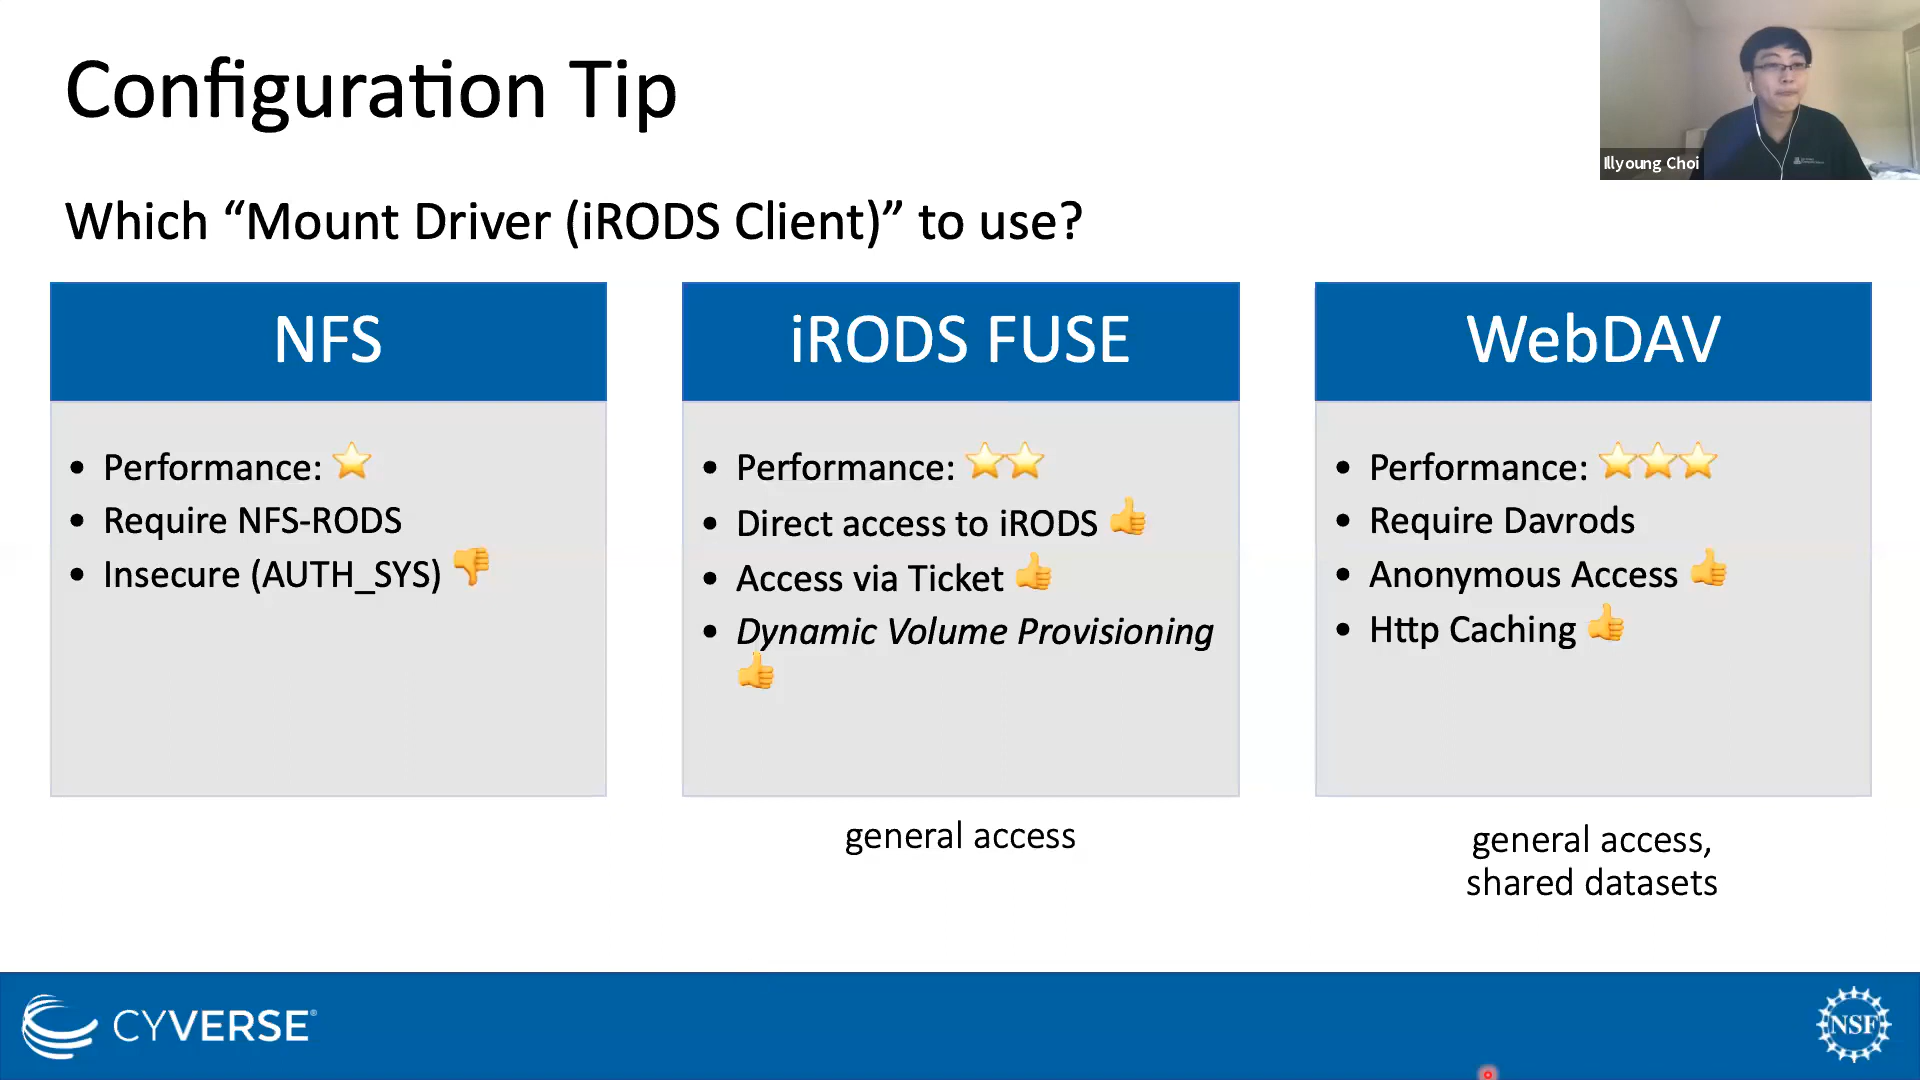 Configuration Tip
Illyoung Choi
Which “Mount Driver (iRODS Client)” to use?
NFS
• Performance: ⭐
• Require NFS-RODS
• Insecure (AUTH_SYS) 👎
iRODS FUSE
• Performance: ⭐⭐
• Direct access to iRODS 👍
• Access via Ticket 👍
• Dynamic Volume Provisioning
👍
general access
WebDAV
• Performance: ⭐⭐⭐
• Require Davrods
• Anonymous Access 👍
• Http Caching 👍
general access,
shared datasets
CYVERSE®
NSF